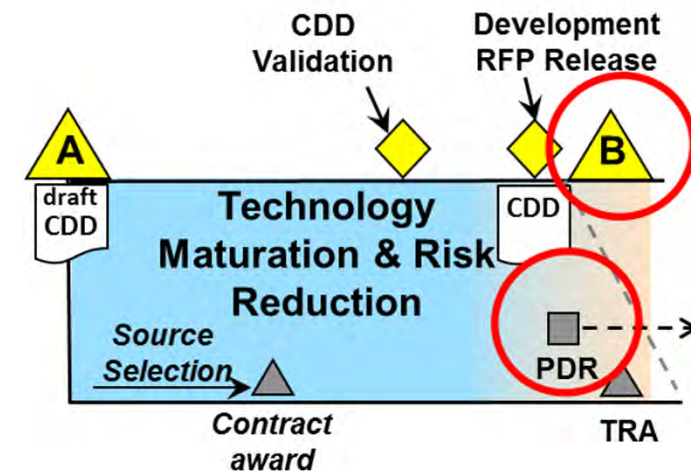 CDD
Validation
Development
RFP Release
A
B
draft
CDD
Technology
Maturation & Risk
Reduction
CDD
Source
Selection
PDR
Contract
award
TRA